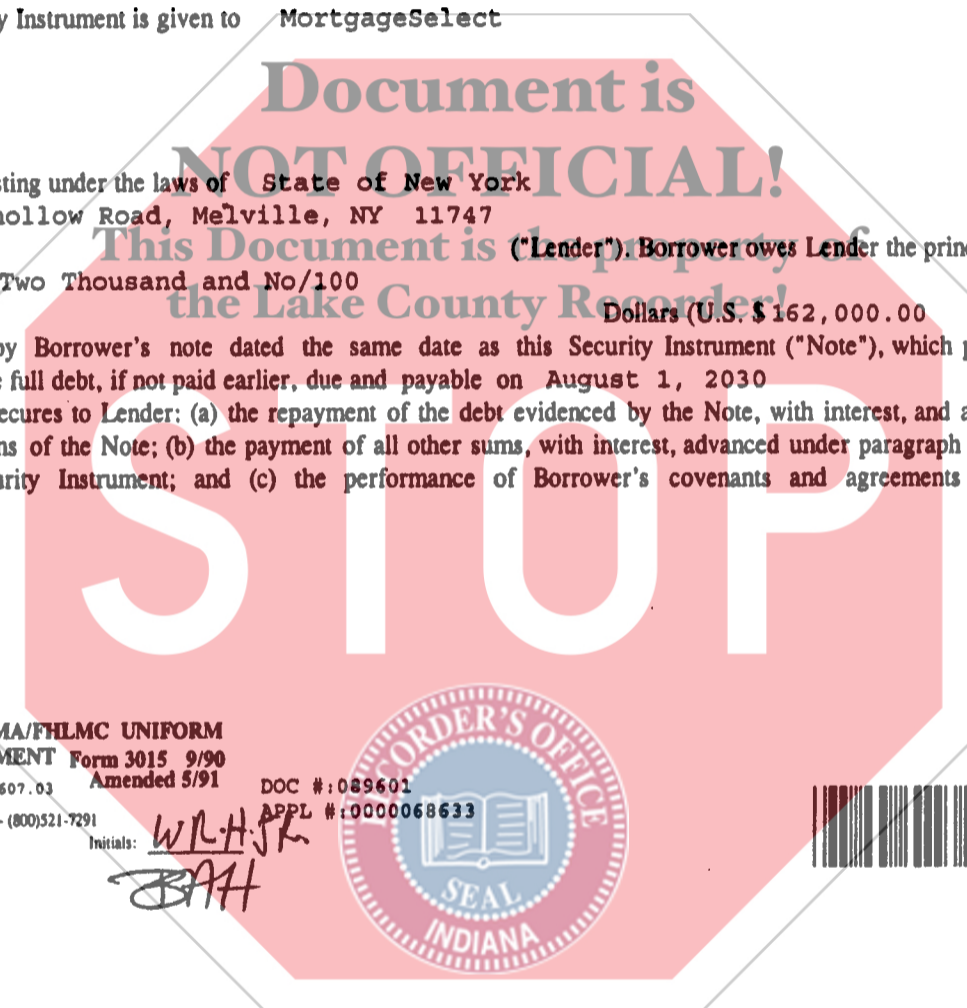 y Instrument is given to MortgageSelect
Document is
NOT OFFICIAL!
sting under the laws of State of New York
hollow Road, Melville, NY 11747
This Document is the property of
("Lender"). Borrower owes Lender the princ
Two Thousand and No/100
the Lake County Recorder!
Dollars (U.S. $ 162,000.00
by Borrower's note dated the same date as this Security Instrument ("Note"), which p
e full debt, if not paid earlier, due and payable on August 1, 2030
ecures to Lender: (a) the repayment of the debt evidenced by the Note, with interest, and a
ns of the Note; (b) the payment of all other sums, with interest, advanced under paragraph
urity Instrument; and (c) the performance of Borrower's covenants and agreements
STOP
MA/FHLMC UNIFORM
MENT Form 3015 9/90
607.03 Amended 5/91
DOC #:089601
APPL #:0000068633
- (800)521-7291
Initials: W R. H. JR
BAH
RECORDER'S OFFICE
SEAL
INDIANA